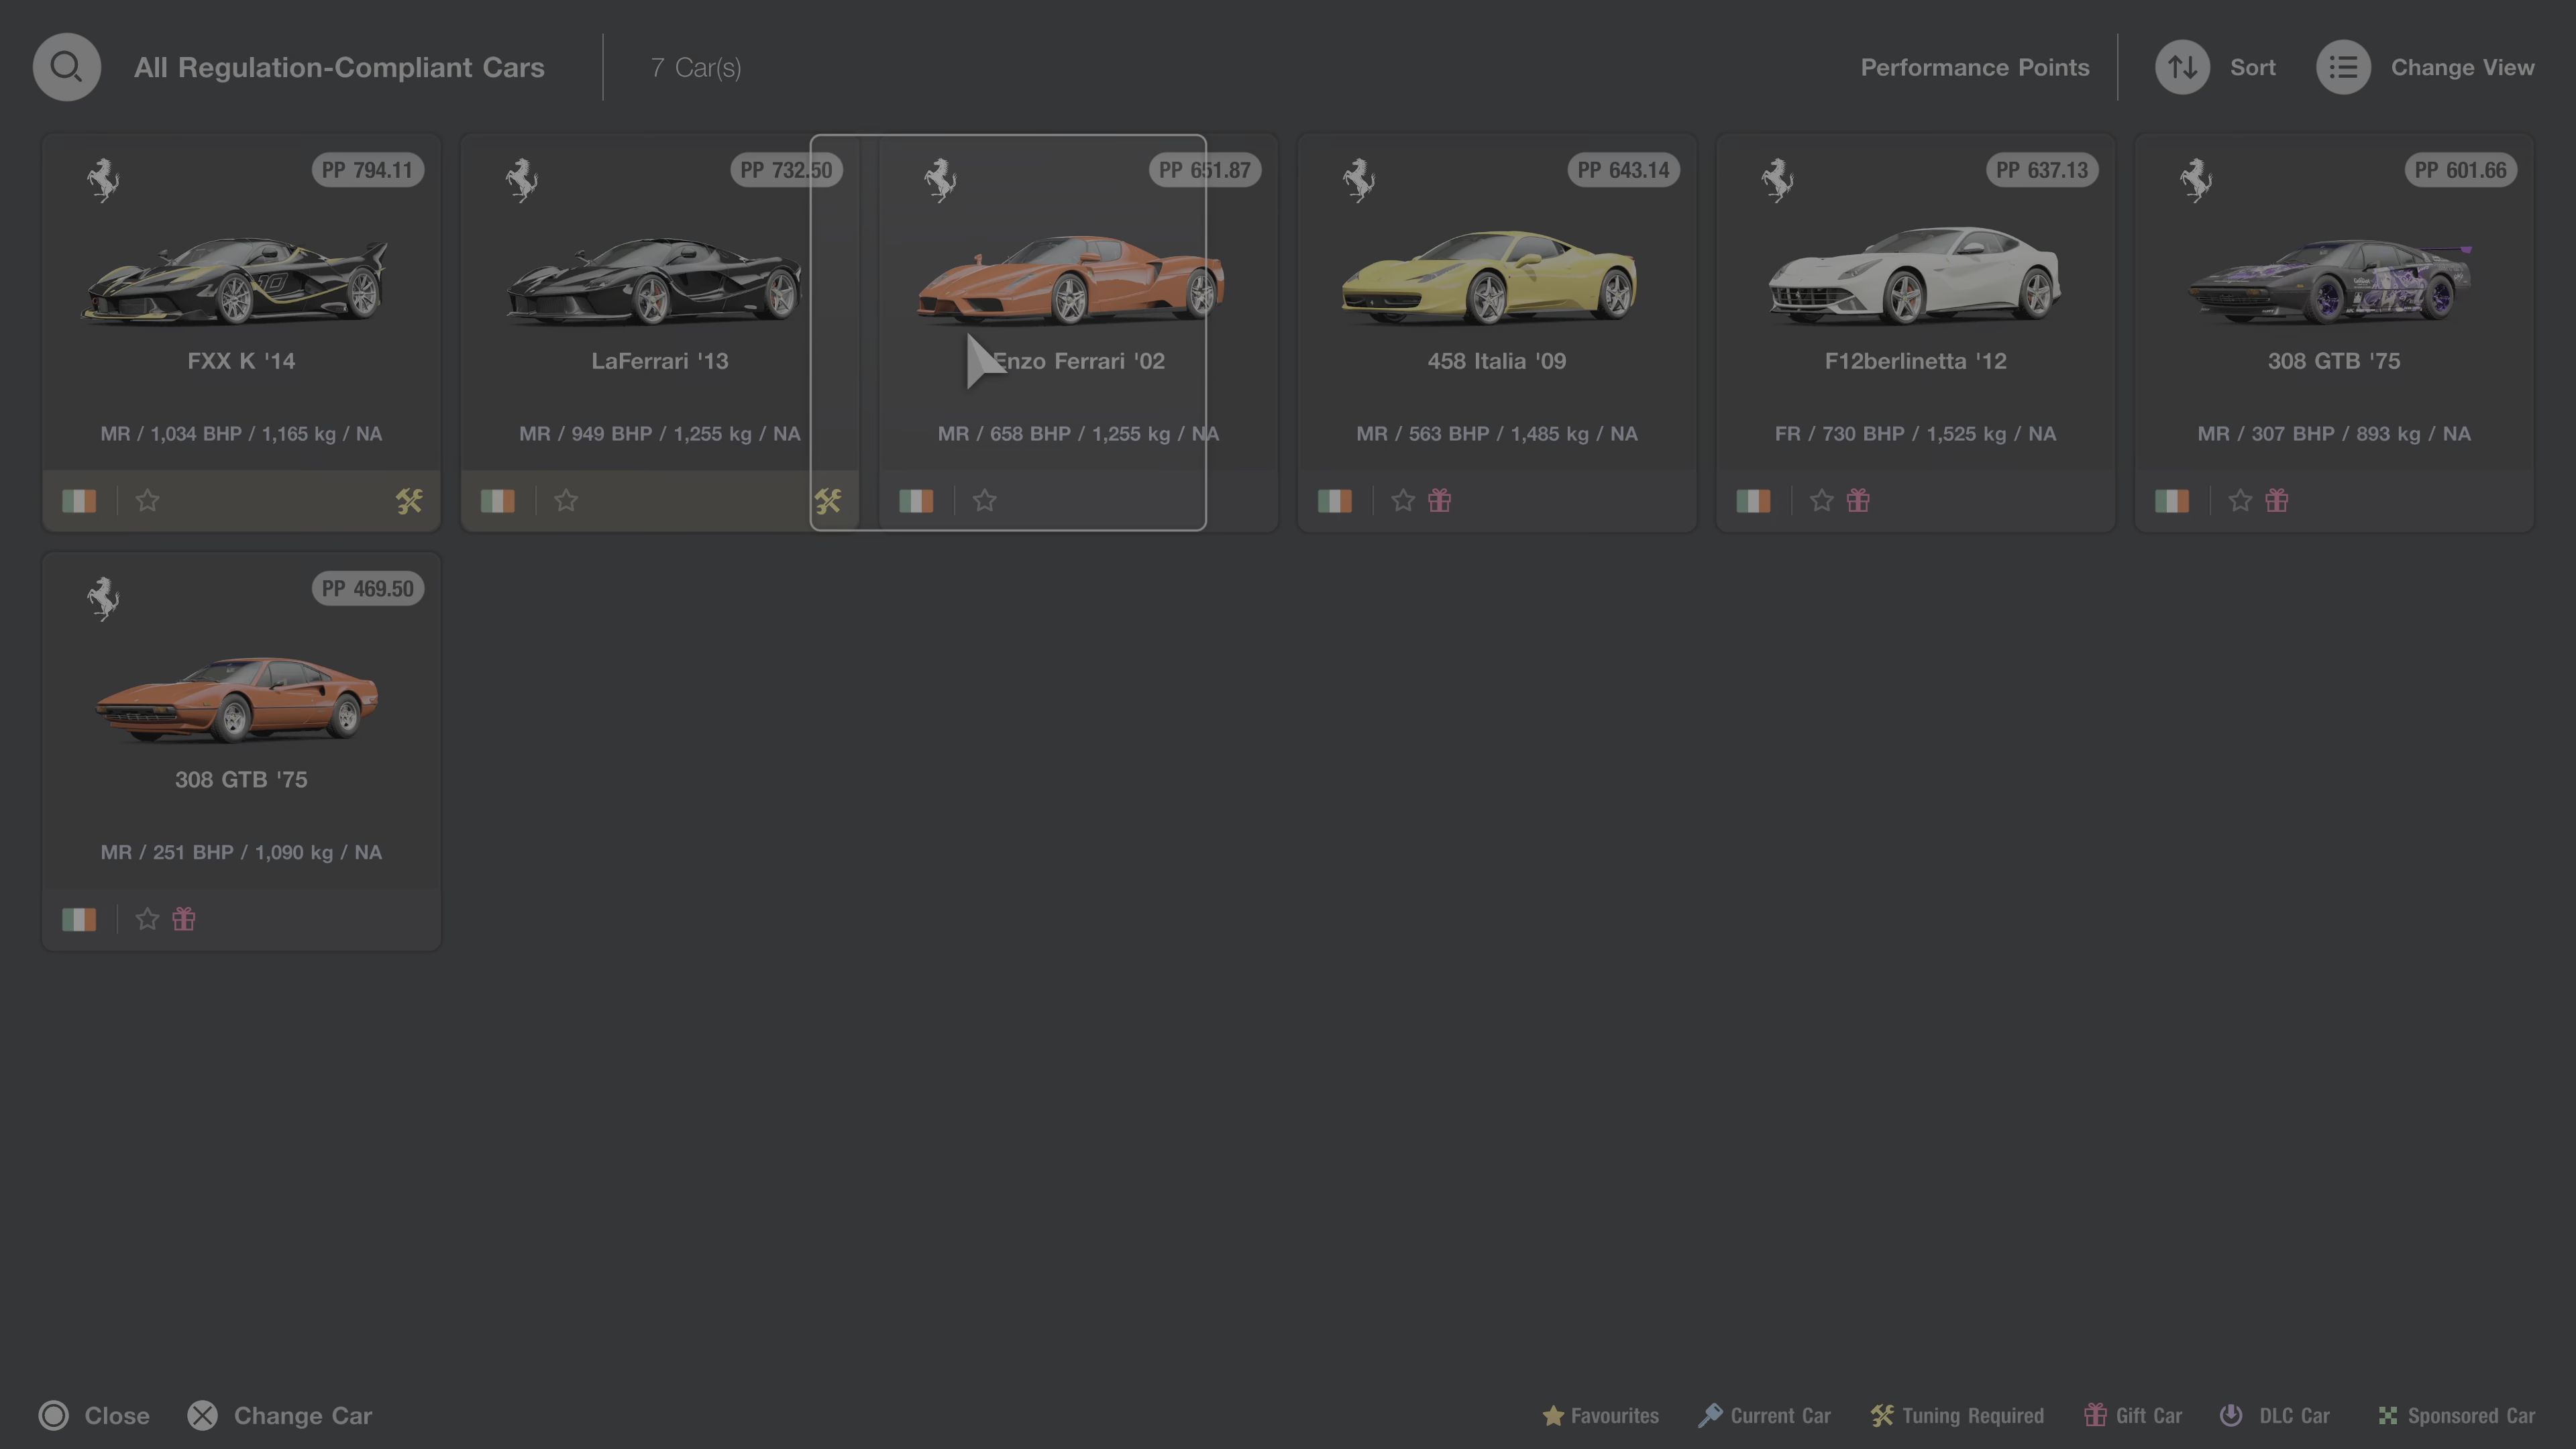 All Regulation-Compliant Cars
7 Car(s)
Performance Points
Sort
Change View
PP 794.11
FXX K '14
MR / 1,034 BHP / 1,165 kg / NA
PP 732.50
LaFerrari '13
MR / 949 BHP / 1,255 kg / NA
PP 651.87
Enzo Ferrari '02
MR / 658 BHP / 1,255 kg / NA
PP 643.14
458 Italia '09
MR / 563 BHP / 1,485 kg / NA
PP 637.13
F12berlinetta '12
FR / 730 BHP / 1,525 kg / NA
PP 601.66
308 GTB '75
MR / 307 BHP / 893 kg / NA
PP 469.50
308 GTB '75
MR / 251 BHP / 1,090 kg / NA
Close
Change Car
Favourites
Current Car
Tuning Required
Gift Car
DLC Car
Sponsored Car